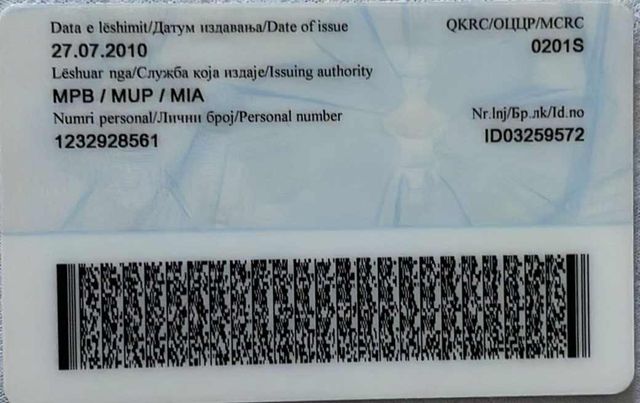 Data e lëshimit/Датум издавања/Date of issue
27.07.2010
QKRC/ОЦЦР/MCRC
0201S
Lëshuar nga/Служба која издаје/Issuing authority
MPB / MUP / MIA
Numri personal/Лични број/Personal number
1232928561
Nr.lnj/Бр.лк/Id.no
ID03259572